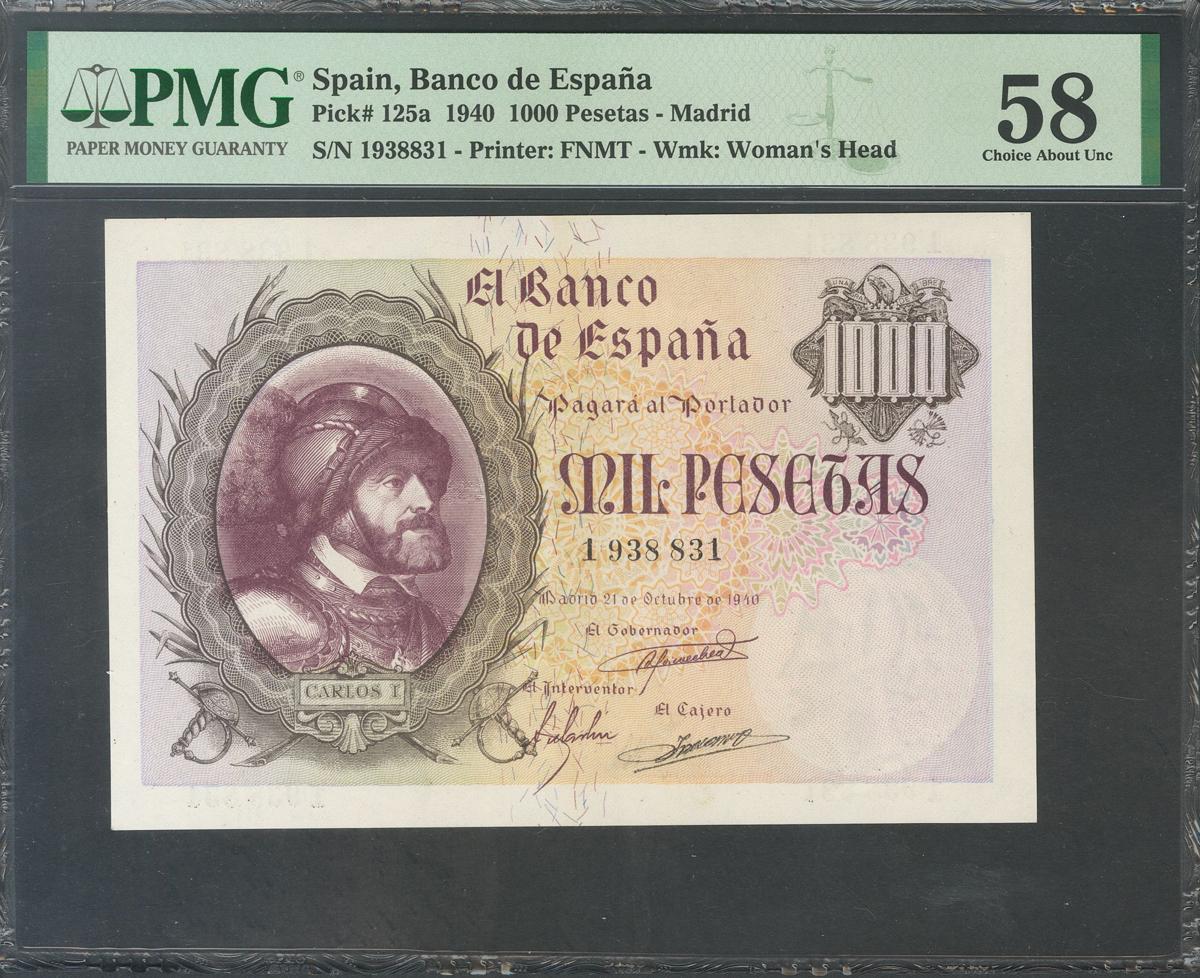 PMG®
PAPER MONEY GUARANTY
Spain, Banco de España
Pick# 125a 1940 1000 Pesetas - Madrid
S/N 1938831 - Printer: FNMT - Wmk: Woman's Head
58
Choice About Unc
El Banco
de España
1000
Pagará al Portador
MIL PESETAS
1 938 831
Madrid 21 de Octubre de 1940
El Gobernador
El Interventor
El Cajero
CARLOS I